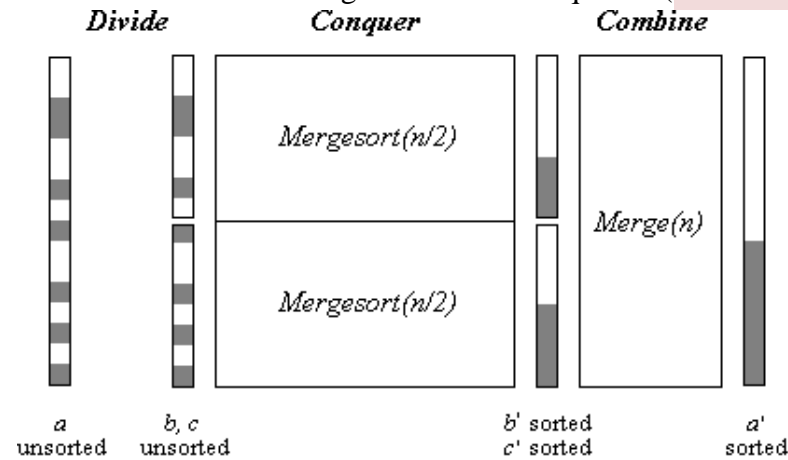 Divide Conquer Combine
Mergesort(n/2)
Merge(n)
Mergesort(n/2)
a
unsorted
b, c
unsorted
b' sorted
c' sorted
a'
sorted